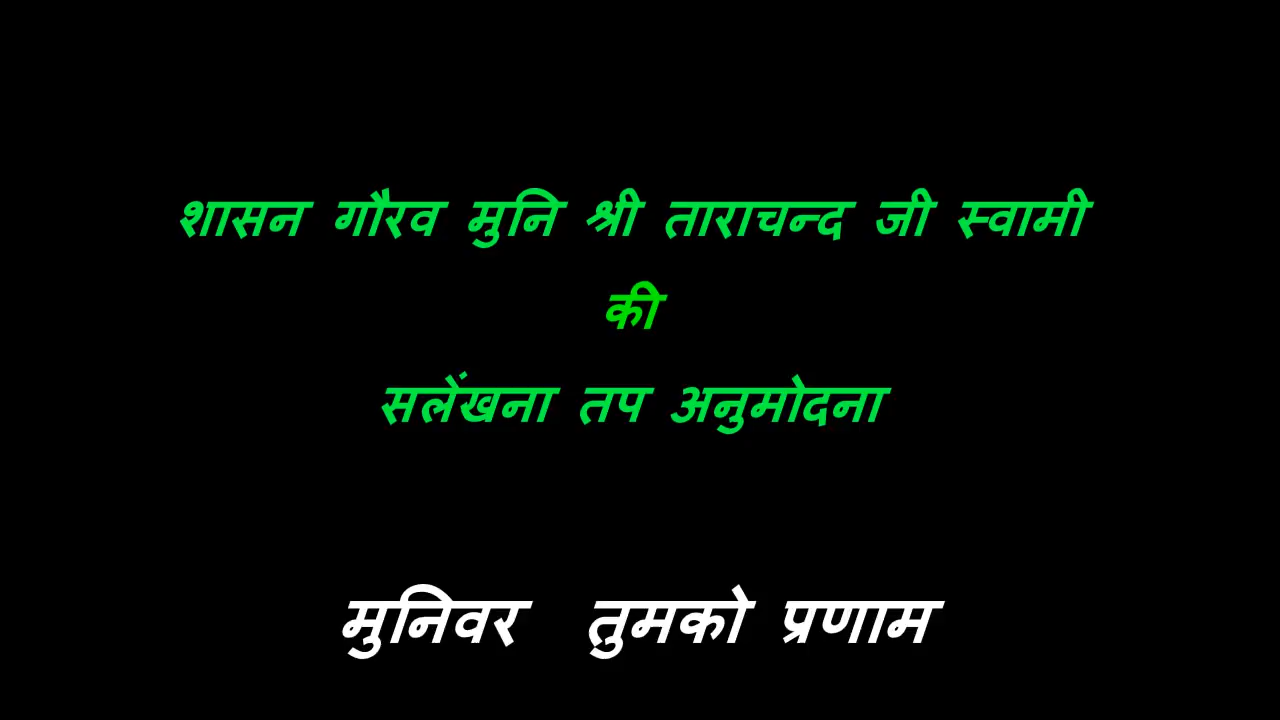 शासन गौरव मुनि श्री ताराचन्द जी स्वामी
की
सलेंखना तप अनुमोदना
मुनिवर तुमको प्रणाम